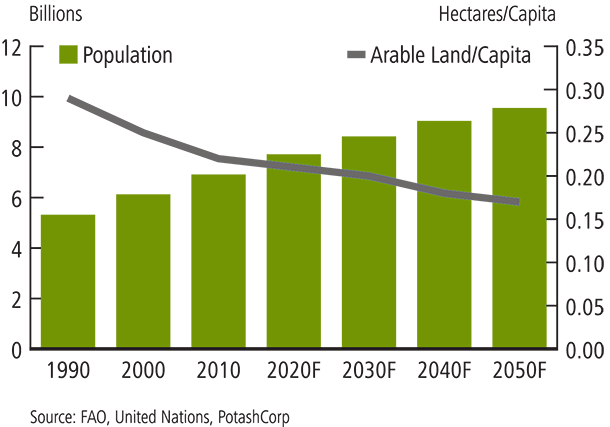 Billions Hectares/Capita
Population Arable Land/Capita
12 0.35
10 0.30
8 0.25
6 0.20
4 0.15
2 0.10
0 0.05
0.00
1990 2000 2010 2020F 2030F 2040F 2050F
Source: FAO, United Nations, PotashCorp